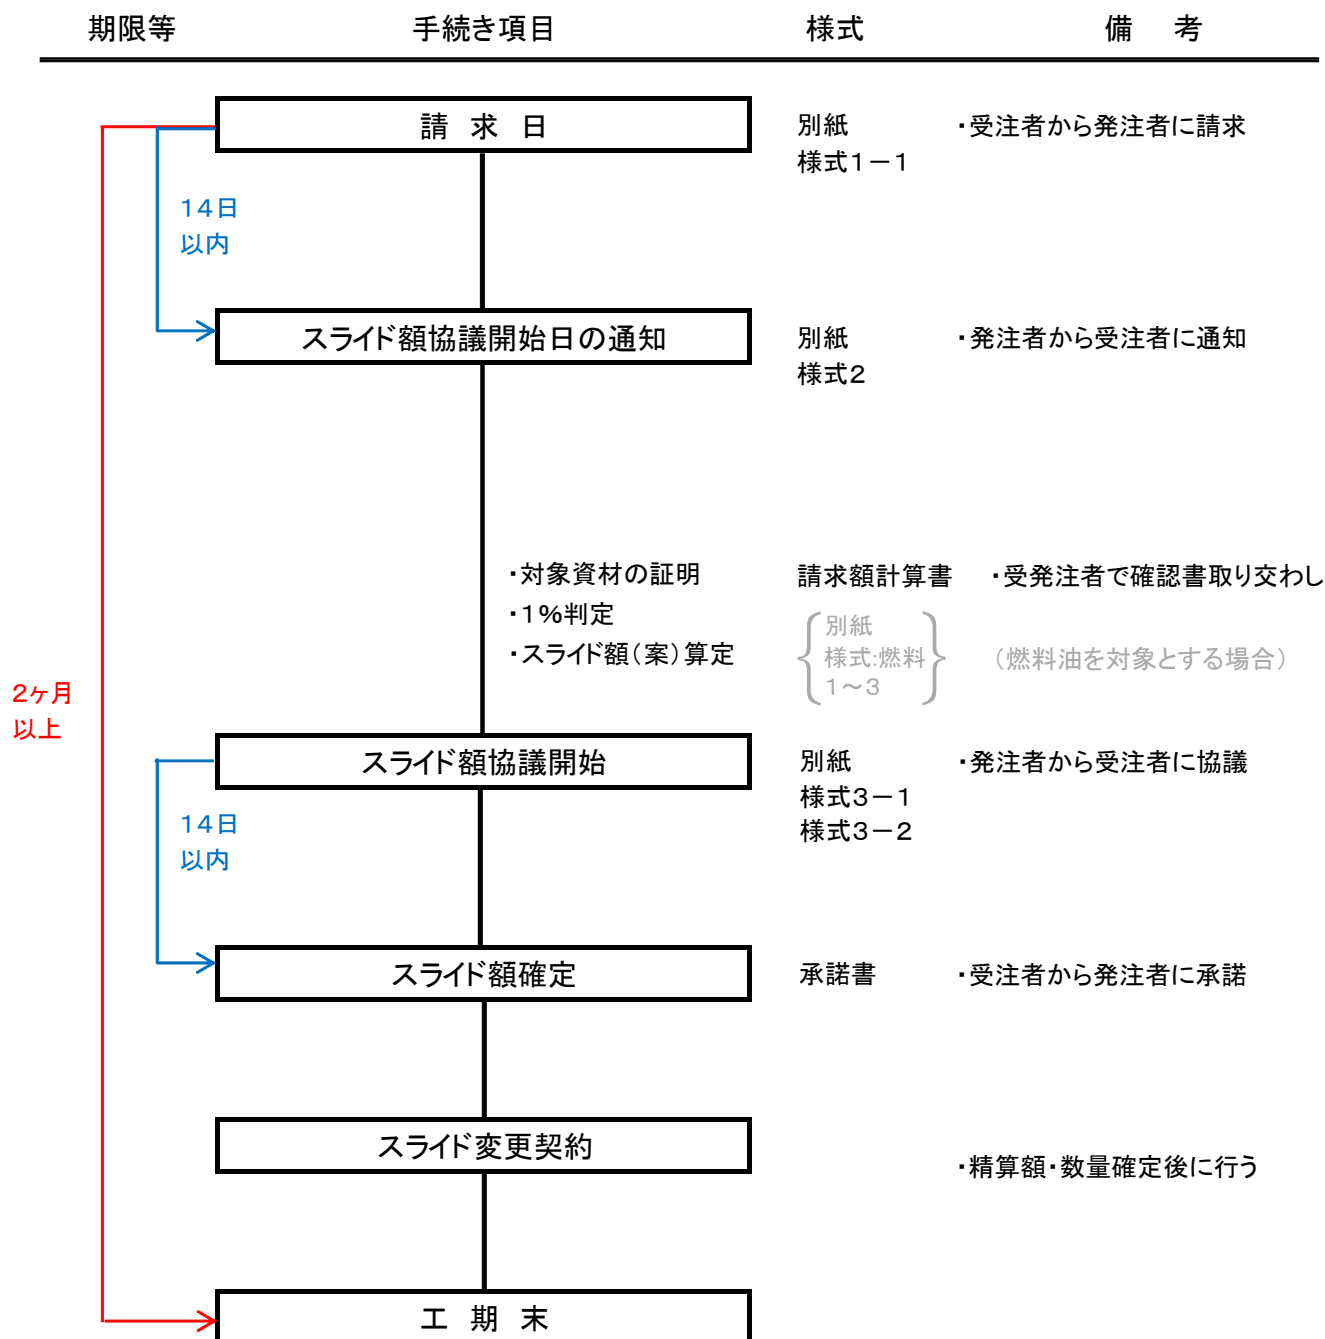 期限等 手続き項目 様式 備 考
請 求 日 別紙 ・受注者から発注者に請求
様式１－１
１４日
以内
スライド額協議開始日の通知 別紙 ・発注者から受注者に通知
様式２
・対象資材の証明 請求額計算書 ・受発注者で確認書取り交わし
・１％判定 別紙
・スライド額（案）算定 様式:燃料 （燃料油を対象とする場合）
１～３
２ヶ月
以上
スライド額協議開始 別紙 ・発注者から受注者に協議
様式３－１
１４日 様式３－２
以内
スライド額確定 承諾書 ・受注者から発注者に承諾
スライド変更契約
・精算額・数量確定後に行う
工 期 末